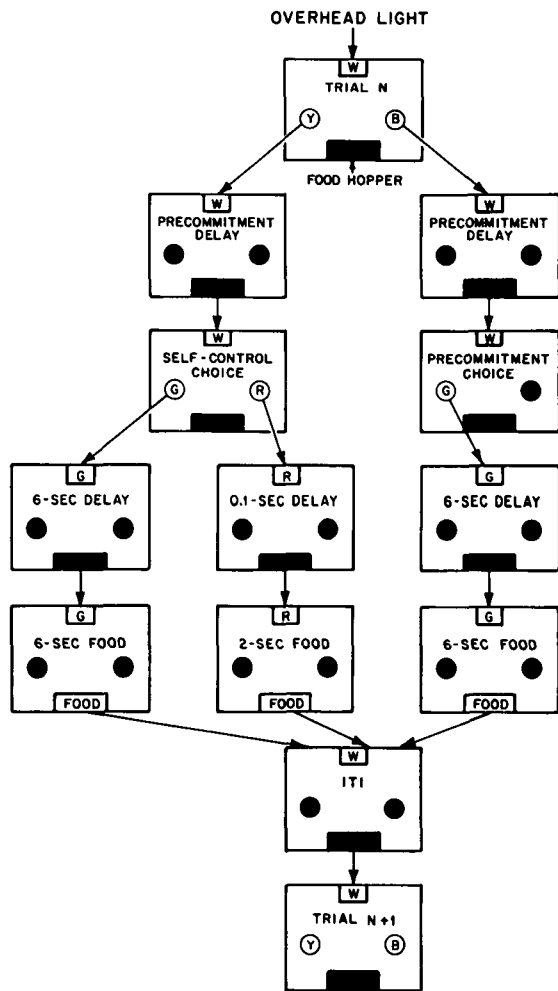 OVERHEAD LIGHT
W
TRIAL N
Y B
FOOD HOPPER
W W
PRECOMMITMENT DELAY PRECOMMITMENT DELAY
W W
SELF-CONTROL CHOICE PRECOMMITMENT CHOICE
G R G
G R G
6-SEC DELAY 0.1-SEC DELAY 6-SEC DELAY
G R G
6-SEC FOOD 2-SEC FOOD 6-SEC FOOD
FOOD FOOD FOOD
W
ITI
W
TRIAL N+1
Y B